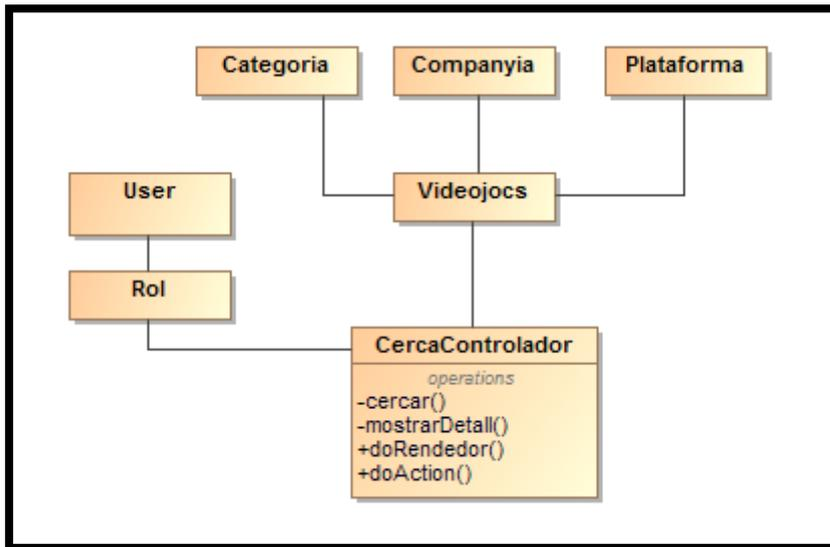 Categoria
Companyia
Plataforma
User
Videojocs
Rol
CercaControlador
operations
-cercar()
-mostrarDetall()
+doRendedor()
+doAction()